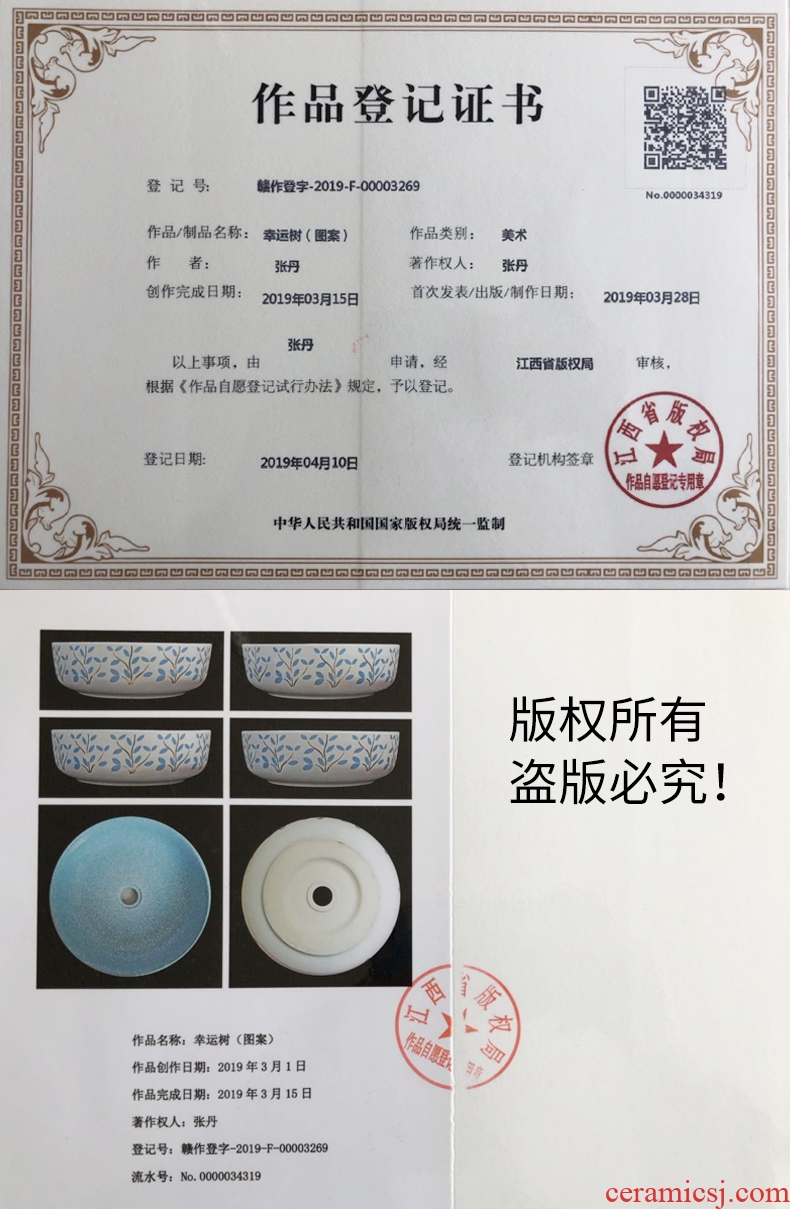 作品登记证书
No.0000034319
登 记 号: 赣作登字-2019-F-00003269
作品/制品名称: 幸运树(图案) 作品类别: 美术
作 者: 张丹 著作权人: 张丹
创作完成日期: 2019年03月15日 首次发表/出版/制作日期: 2019年03月28日
以上事项,由 张丹 申请,经 江西省版权局 审核,
根据《作品自愿登记试行办法》规定,予以登记。
登记日期: 2019年04月10日 登记机构签章
江西省版权局
作品自愿登记专用章
中华人民共和国国家版权局统一监制
版权所有
盗版必究!
江西省版权局
作品自愿登记
作品名称: 幸运树(图案)
作品创作日期: 2019 年 3 月 1 日
作品完成日期: 2019 年 3 月 15 日
著作权人: 张丹
登记号: 赣作登字-2019-F-00003269
流水号: No.0000034319
ceramicsj.com